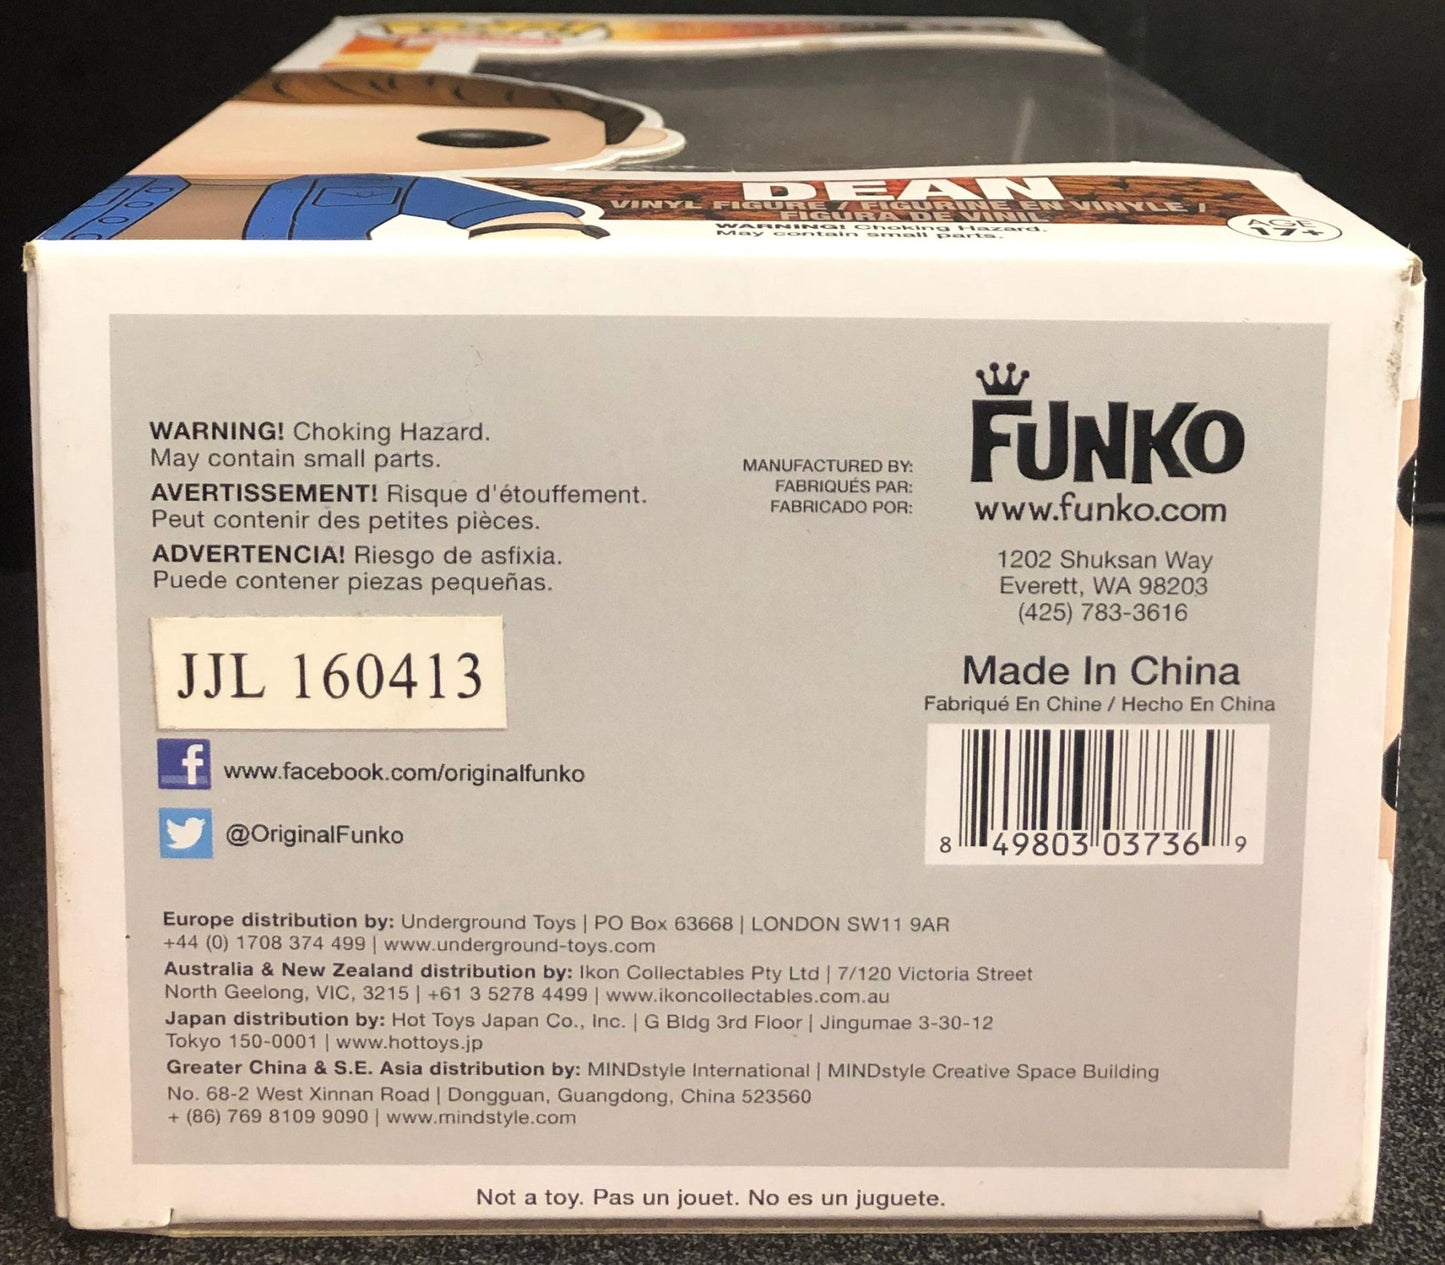 DEAN
VINYL FIGURE / FIGURINE EN VINYLE /
FIGURA DE VINIL
WARNING! Choking Hazard.
May contain small parts.
AGE
17+
WARNING! Choking Hazard.
May contain small parts.
AVERTISSEMENT! Risque d'étouffement.
Peut contenir des petites pièces.
ADVERTENCIA! Riesgo de asfixia.
Puede contener piezas pequeñas.
JJL 160413
f
www.facebook.com/originalfunko
@OriginalFunko
MANUFACTURED BY:
FABRIQUÉS PAR:
FABRICADO POR:
FUNKO
www.funko.com
1202 Shuksan Way
Everett, WA 98203
(425) 783-3616
Made In China
Fabriqué En Chine / Hecho En China
8 49803 03736 9
Europe distribution by: Underground Toys | PO Box 63668 | LONDON SW11 9AR
+44 (0) 1708 374 499 | www.underground-toys.com
Australia & New Zealand distribution by: Ikon Collectables Pty Ltd | 7/120 Victoria Street
North Geelong, VIC, 3215 | +61 3 5278 4499 | www.ikoncollectables.com.au
Japan distribution by: Hot Toys Japan Co., Inc. | G Bldg 3rd Floor | Jingumae 3-30-12
Tokyo 150-0001 | www.hottoys.jp
Greater China & S.E. Asia distribution by: MINDstyle International | MINDstyle Creative Space Building
No. 68-2 West Xinnan Road | Dongguan, Guangdong, China 523560
+ (86) 769 8109 9090 | www.mindstyle.com
Not a toy. Pas un jouet. No es un juguete.